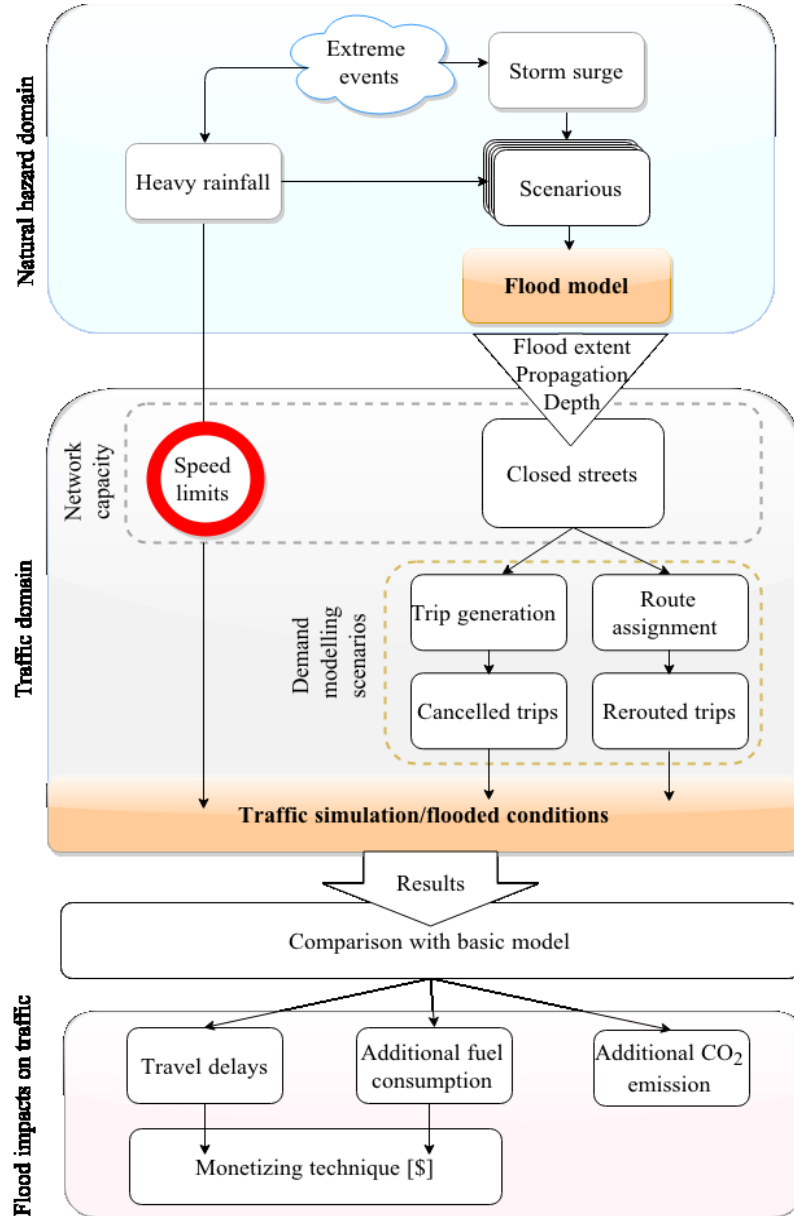 Natural hazard domain
Extreme
events
Storm surge
Heavy rainfall
Scenarious
Flood model
Flood extent
Propagation
Depth
Traffic domain
Network
capacity
Speed
limits
Closed streets
Demand
modelling
scenarios
Trip generation
Route
assignment
Cancelled trips
Rerouted trips
Traffic simulation/flooded conditions
Results
Comparison with basic model
Flood impacts on traffic
Travel delays
Additional fuel
consumption
Additional CO₂
emission
Monetizing technique [$]